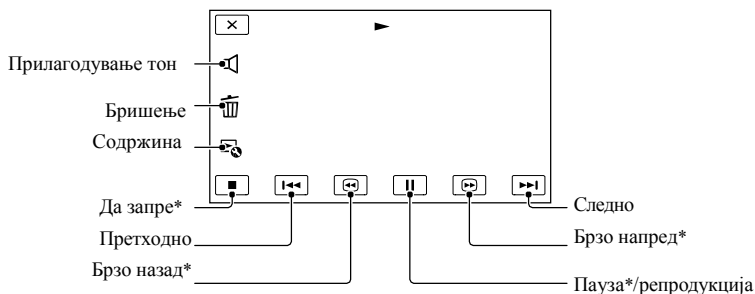 Прилагодување тон
Бришење
Содржина
Да запре*
Претходно
Брзо назад*
Следно
Брзо напред*
Пауза*/репродукција